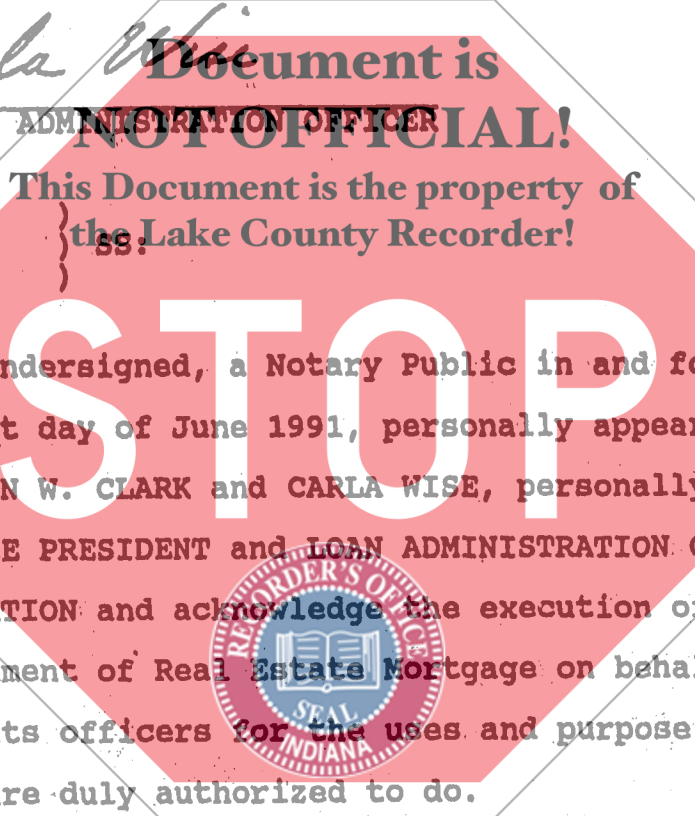 Document is
ADMINISTRATION OFFICER
NOT OFFICIAL!
This Document is the property of
the Lake County Recorder!
) ss:
)
STOP
ndersigned, a Notary Public in and fo
t day of June 1991, personally appear
N W. CLARK and CARLA WISE, personally
E PRESIDENT and LOAN ADMINISTRATION
TION and acknowledge the execution o
ment of Real Estate Mortgage on beha
ts officers for the uses and purpose
re duly authorized to do.
RECORDER'S OFFICE
SEAL
INDIANA